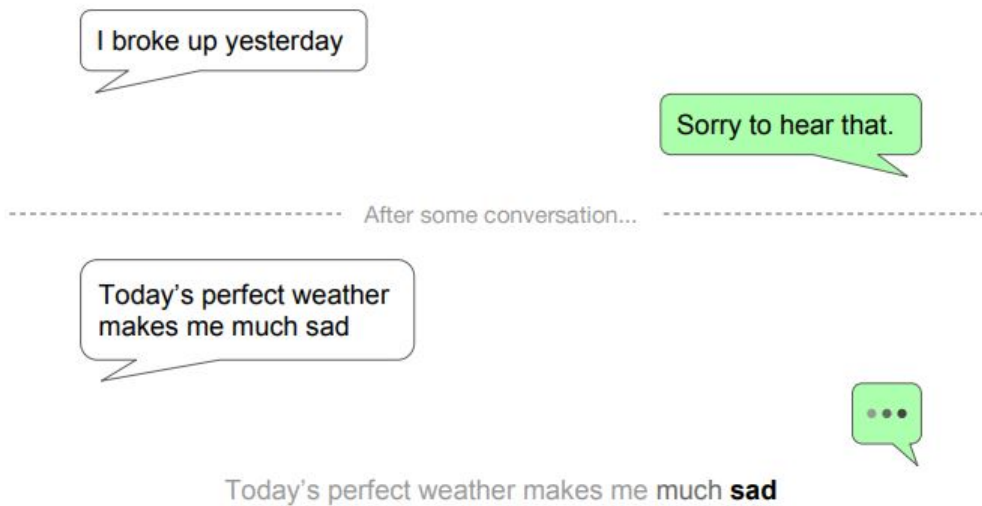 I broke up yesterday
Sorry to hear that.
After some conversation...
Today's perfect weather
makes me much sad
Today's perfect weather makes me much sad